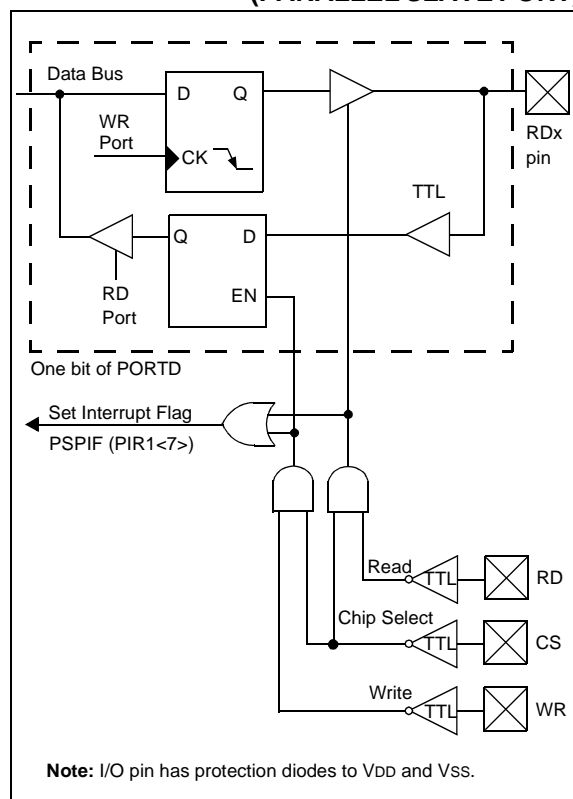 Data Bus
D Q
WR
Port
CK
RDx
pin
TTL
Q D
EN
RD
Port
One bit of PORTD
Set Interrupt Flag
PSPIF (PIR1<7>)
Read
TTL
RD
Chip Select
TTL
CS
Write
TTL
WR
Note: I/O pin has protection diodes to VDD and VSS.